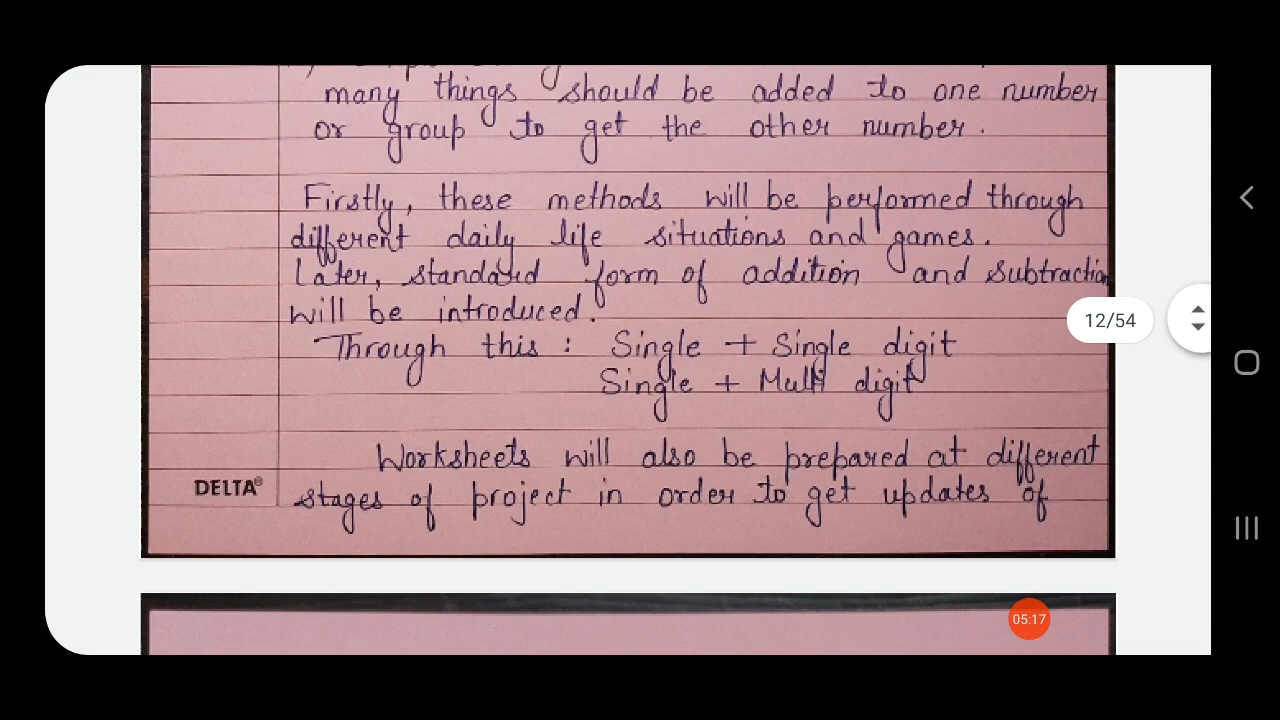 many things should be added to one number
or group to get the other number.
Firstly, these methods will be performed through
different daily life situations and games.
Later, standard form of addition and subtraction
will be introduced.
Through this : Single + Single digit
Single + Multi digit
12/54
Worksheets will also be prepared at different
DELTA®
stages of project in order to get updates of
05:17